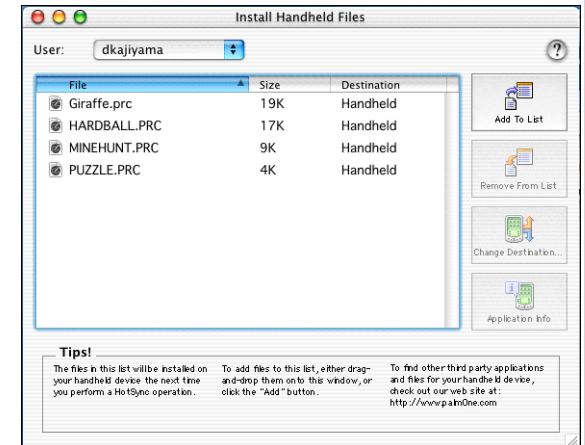 Install Handheld Files
User: dkajiyama ?
File Size Destination
Giraffe.prc 19K Handheld
HARDBALL.PRC 17K Handheld
MINEHUNT.PRC 9K Handheld
PUZZLE.PRC 4K Handheld
Add To List
Remove From List
Change Destination...
Application Info
Tips!
The files in this list will be installed on
your handheld device the next time
you perform a HotSync operation.
To add files to this list, either drag-
and-drop them onto this window, or
click the "Add" button.
To find other third party applications
and files for your handheld device,
check out our web site at:
http://www.palmOne.com